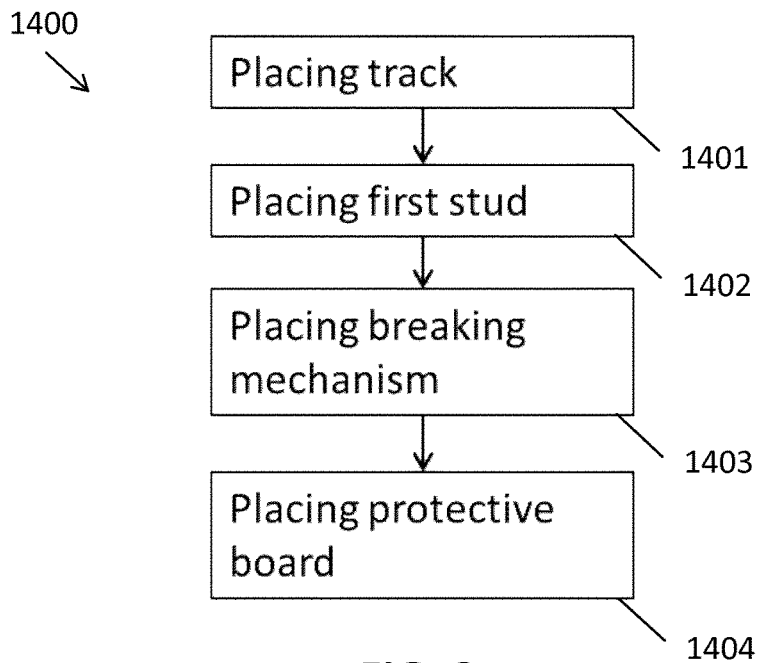 1400
Placing track
1401
Placing first stud
1402
Placing breaking
mechanism
1403
Placing protective
board
1404